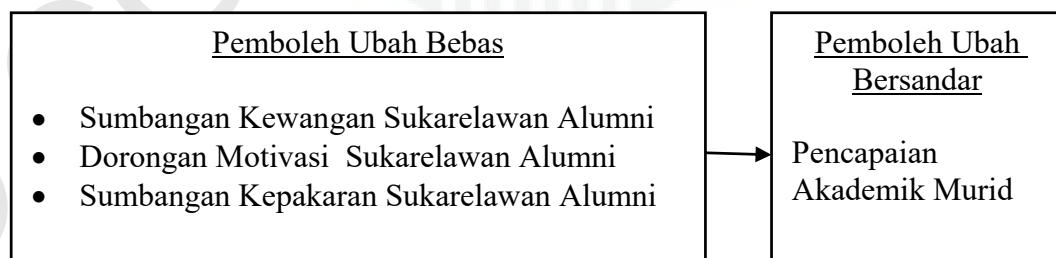 Pemboleh Ubah Bebas
• Sumbangan Kewangan Sukarelawan Alumni
• Dorongan Motivasi Sukarelawan Alumni
• Sumbangan Kepakaran Sukarelawan Alumni
Pemboleh Ubah
Bersandar
Pencapaian
Akademik Murid